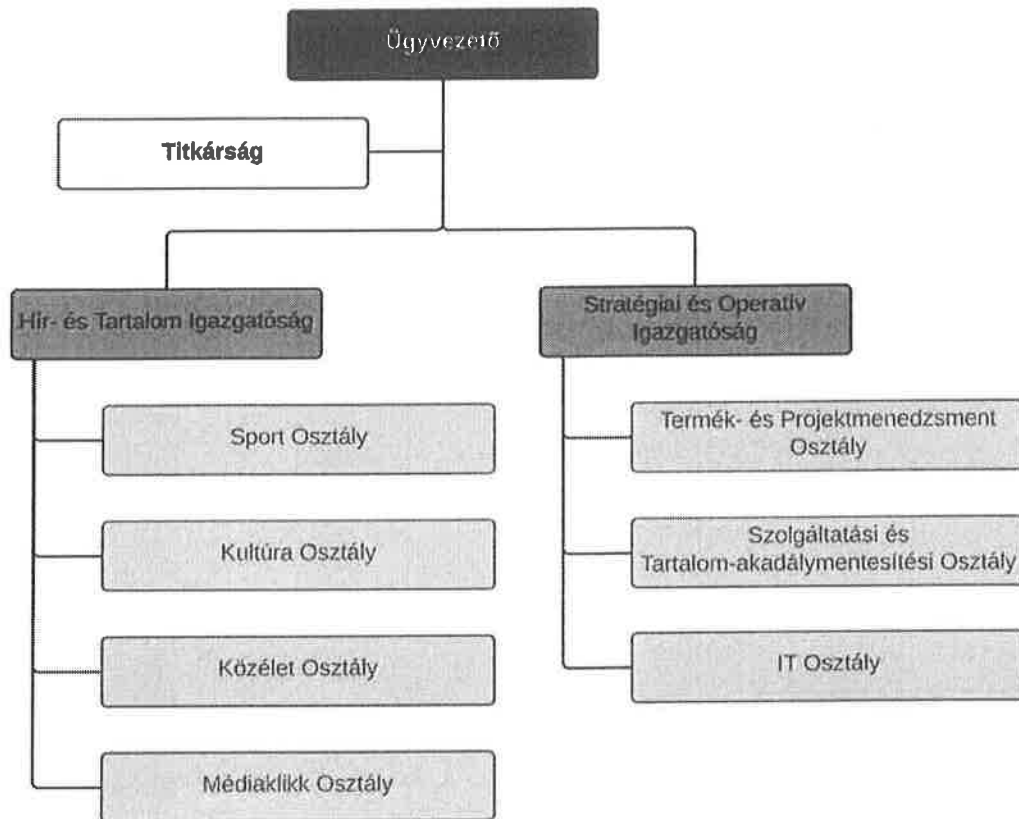 Ügyvezető
Titkárság
Hír- és Tartalom Igazgatóság
Sport Osztály
Kultúra Osztály
Közélet Osztály
Médiaklikk Osztály
Stratégiai és Operatív
Igazgatóság
Termék- és Projektmenedzsment
Osztály
Szolgáltatási és
Tartalom-akadálymentesítési Osztály
IT Osztály